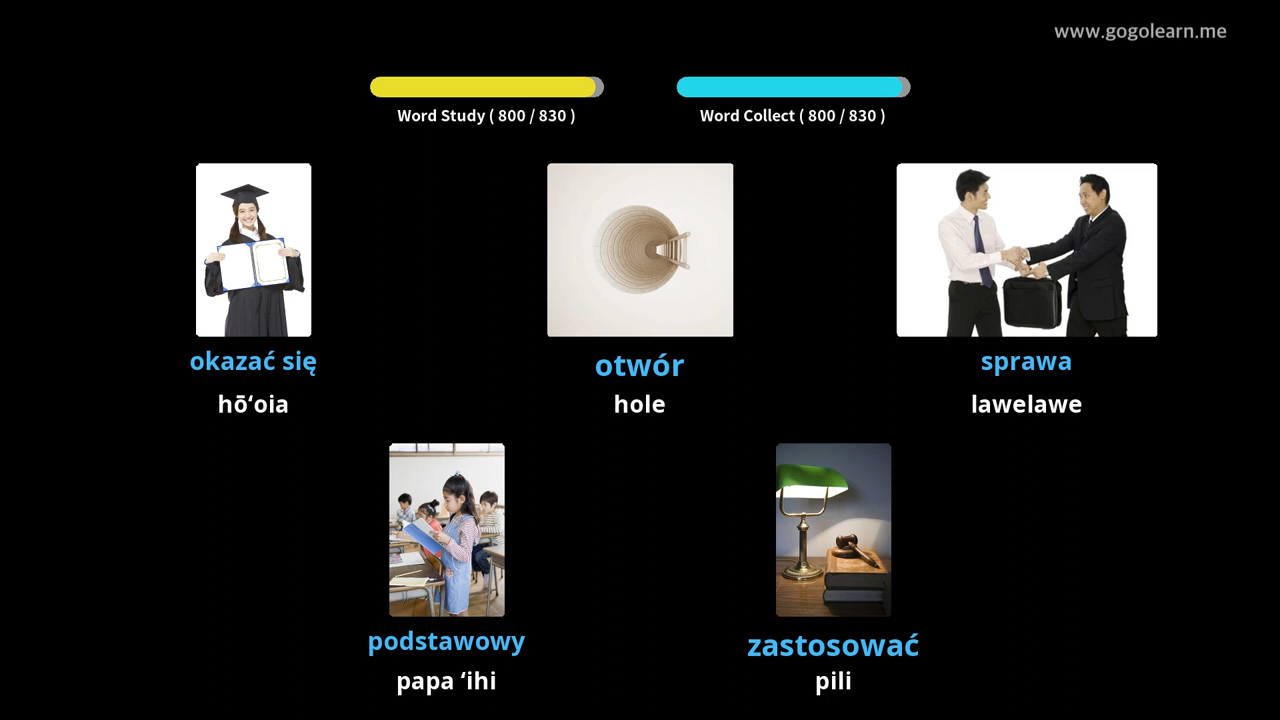 www.gogolearn.me
Word Study ( 800 / 830 )
Word Collect ( 800 / 830 )
okazać się
hōʻoia
otwór
hole
sprawa
lawelawe
podstawowy
papa ʻihi
zastosować
pili